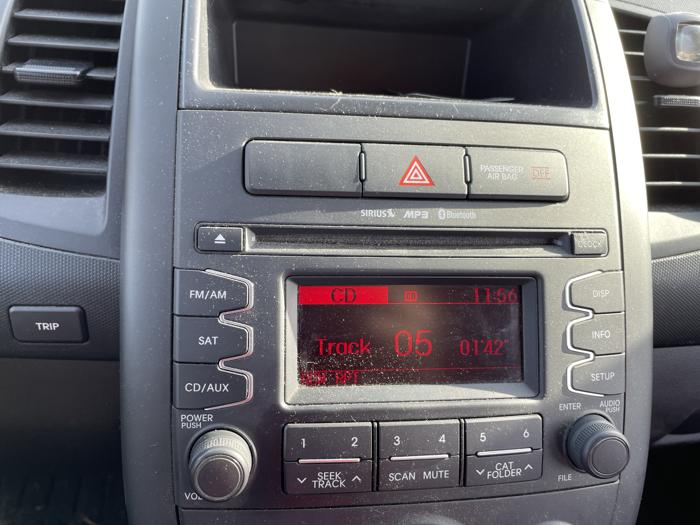 PASSENGER
AIR BAG OFF
SIRIUS MP3 Bluetooth
CLOCK
FM/AM
CD 11:56
DISP
TRIP
SAT
Track 05 01'42"
INFO
CD/AUX
RPT
SETUP
POWER
PUSH
ENTER
AUDIO
PUSH
1 2 3 4 5 6
SEEK
TRACK
SCAN MUTE
CAT
FOLDER
VOL
FILE